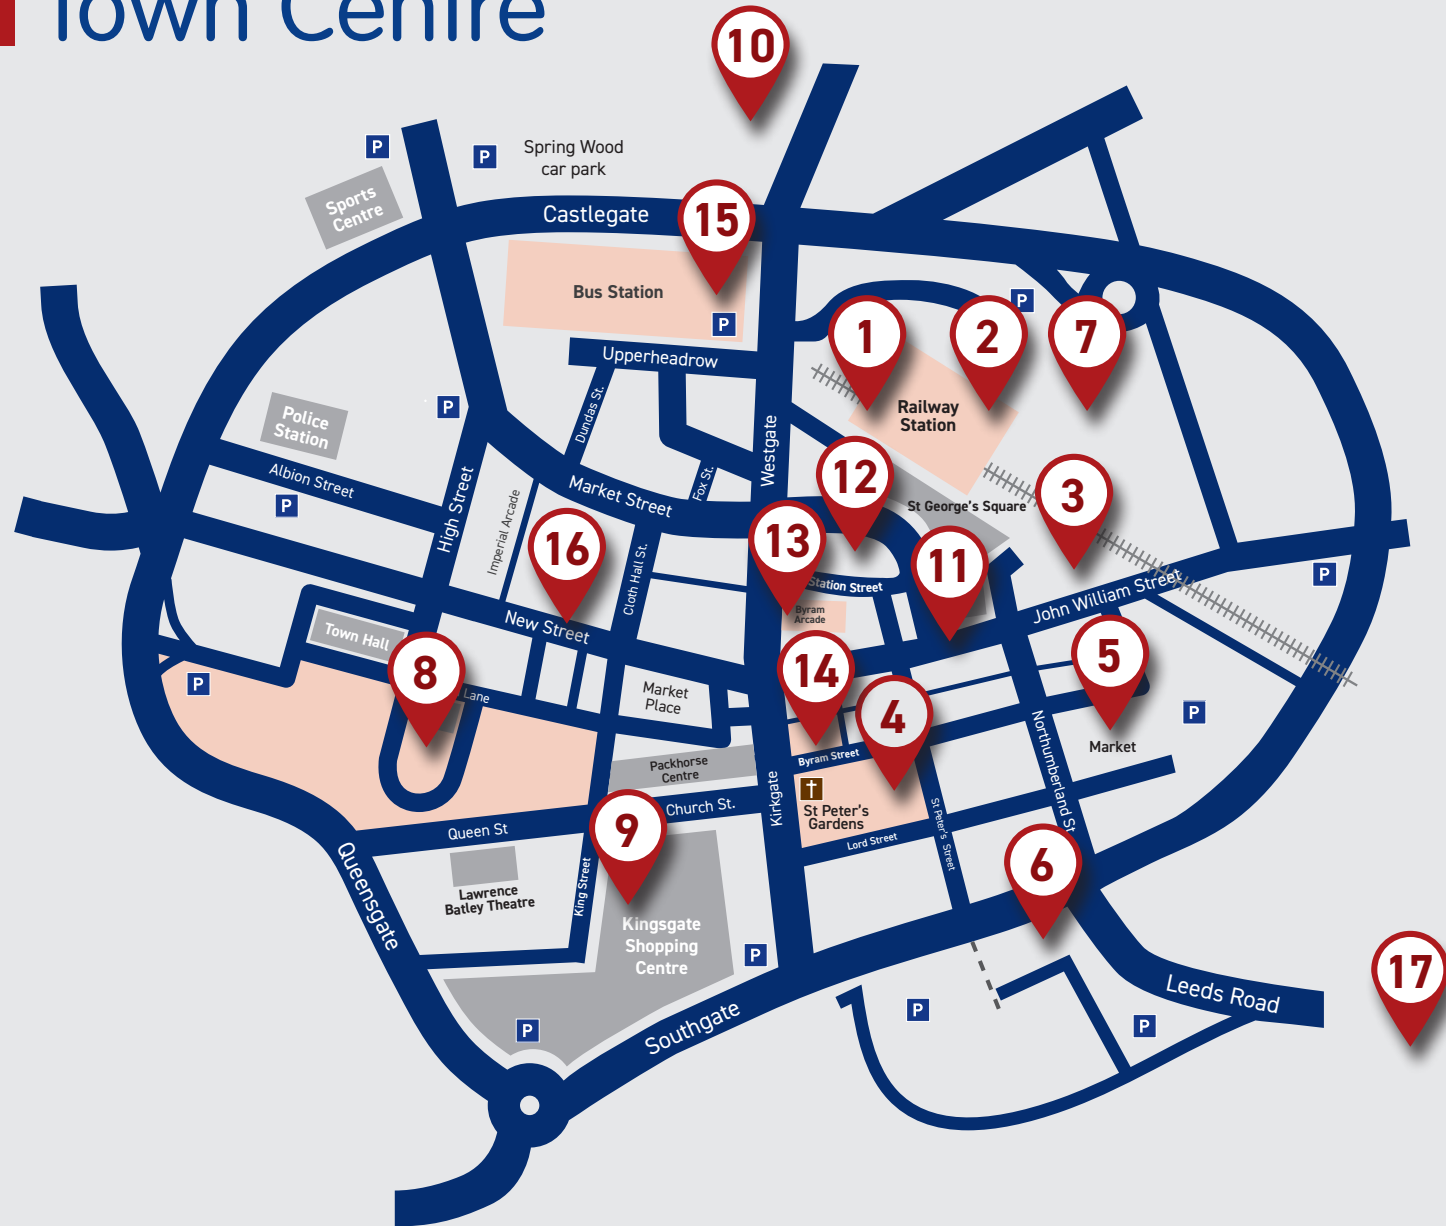 Town Centre
10
P
P
Spring Wood
car park
Sports
Centre
Castlegate
15
Bus Station
P
P
1
2
7
Upperheadrow
Dundas St.
Westgate
Railway
Station
P
Police
Station
Albion Street
P
High Street
Imperial Arcade
Market Street
Fox St.
12
St George's Square
3
16
13
11
Cloth Hall St.
Station Street
Byram
Arcade
John William Street
P
New Street
Town Hall
8
Lane
Market
Place
14
4
5
P
P
Market
Packhorse
Centre
Byram Street
Northumberland St
Kirkgate
Church St.
St Peter's
Gardens
Queen St
9
Lord Street
St Peter's Street
6
Queensgate
Lawrence
Batley Theatre
King Street
Kingsgate
Shopping
Centre
P
17
Leeds Road
Southgate
P
P
P